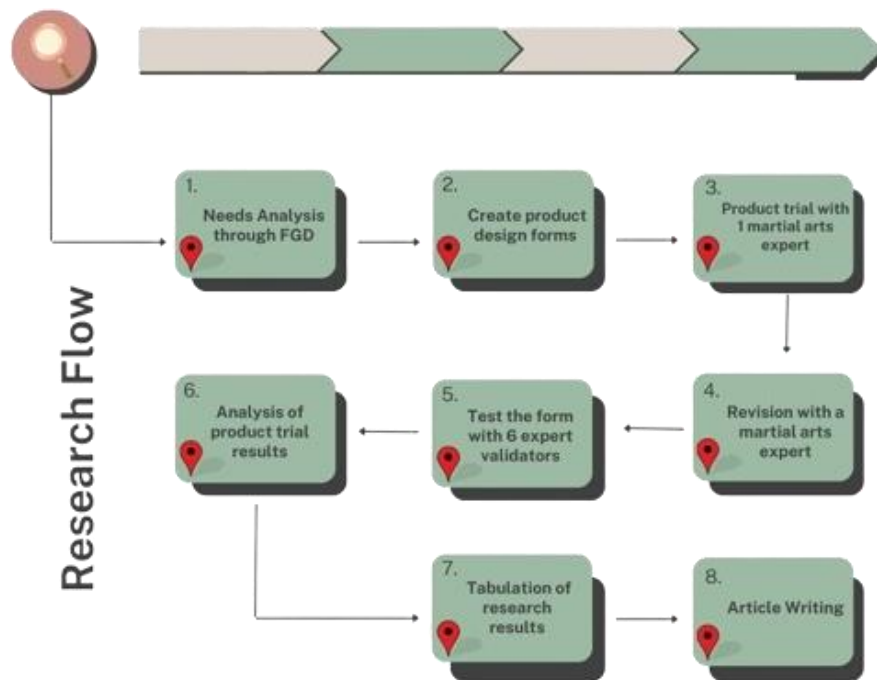 Research Flow
1.
Needs Analysis
through FGD
2.
Create product
design forms
3.
Product trial with
1 martial arts
expert
4.
Revision with a
martial arts
expert
5.
Test the form
with 6 expert
validators
6.
Analysis of
product trial
results
7.
Tabulation of
research
results
8.
Article Writing